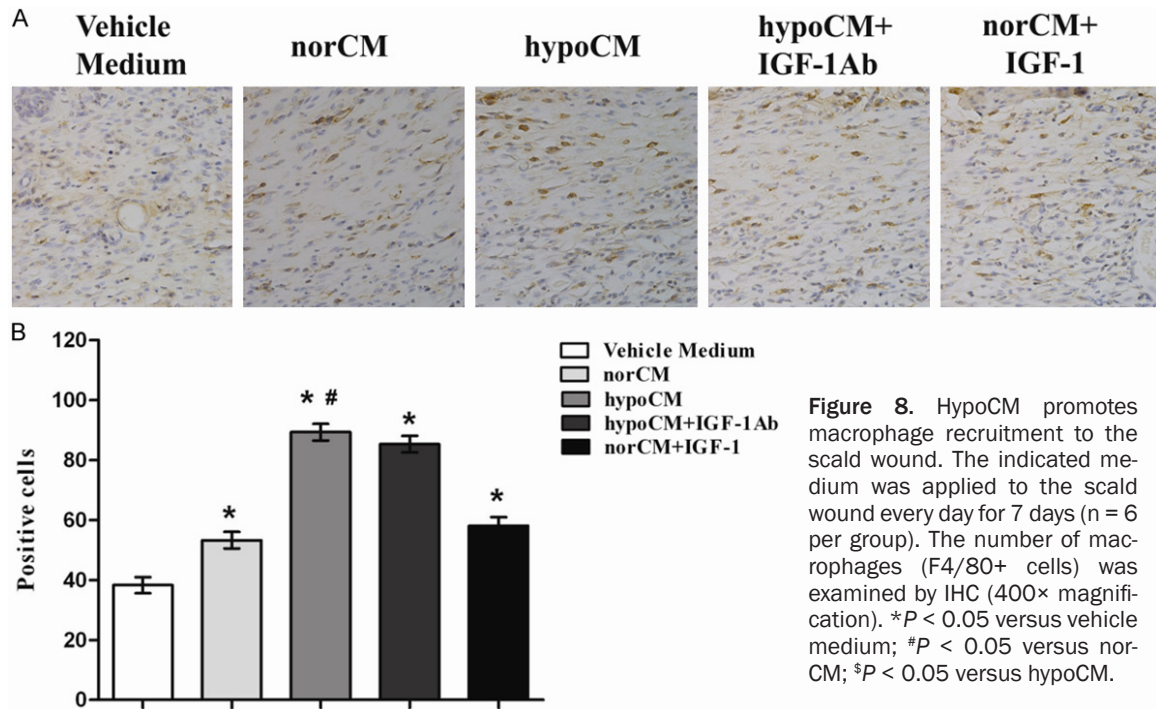 A
Vehicle
Medium
norCM
hypoCM
hypoCM+
IGF-1Ab
norCM+
IGF-1
B
Positive cells
120
100
80
60
40
20
0
*
* #
*
*
Vehicle Medium
norCM
hypoCM
hypoCM+IGF-1Ab
norCM+IGF-1
Figure 8. HypoCM promotes
macrophage recruitment to the
scald wound. The indicated me-
dium was applied to the scald
wound every day for 7 days (n = 6
per group). The number of mac-
rophages (F4/80+ cells) was
examined by IHC (400× magnifi-
cation). *P < 0.05 versus vehicle
medium; #P < 0.05 versus nor-
CM; $P < 0.05 versus hypoCM.